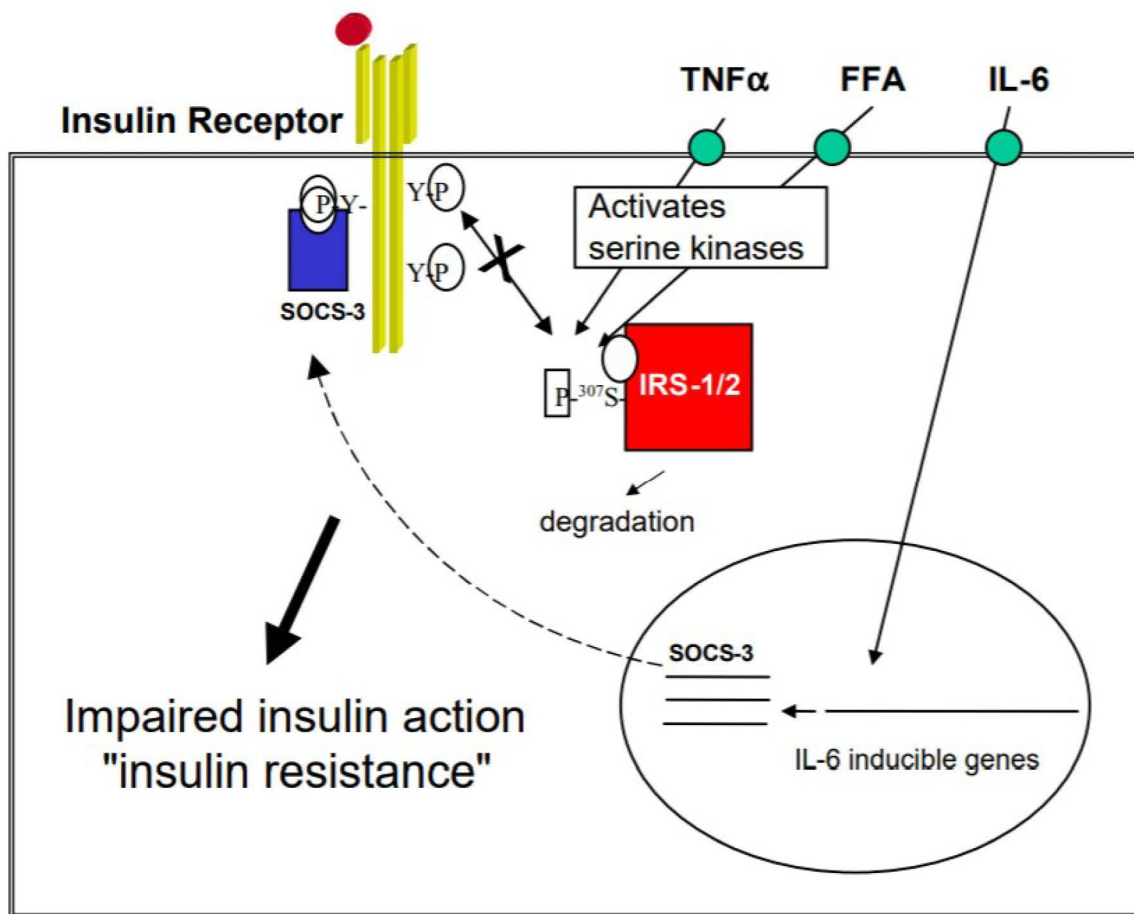 TNFα
FFA
IL-6
Insulin Receptor
P-Y-
Y-P
Y-P
SOCS-3
Activates
serine kinases
P-³⁰⁷S-
IRS-1/2
degradation
SOCS-3
IL-6 inducible genes
Impaired insulin action
"insulin resistance"